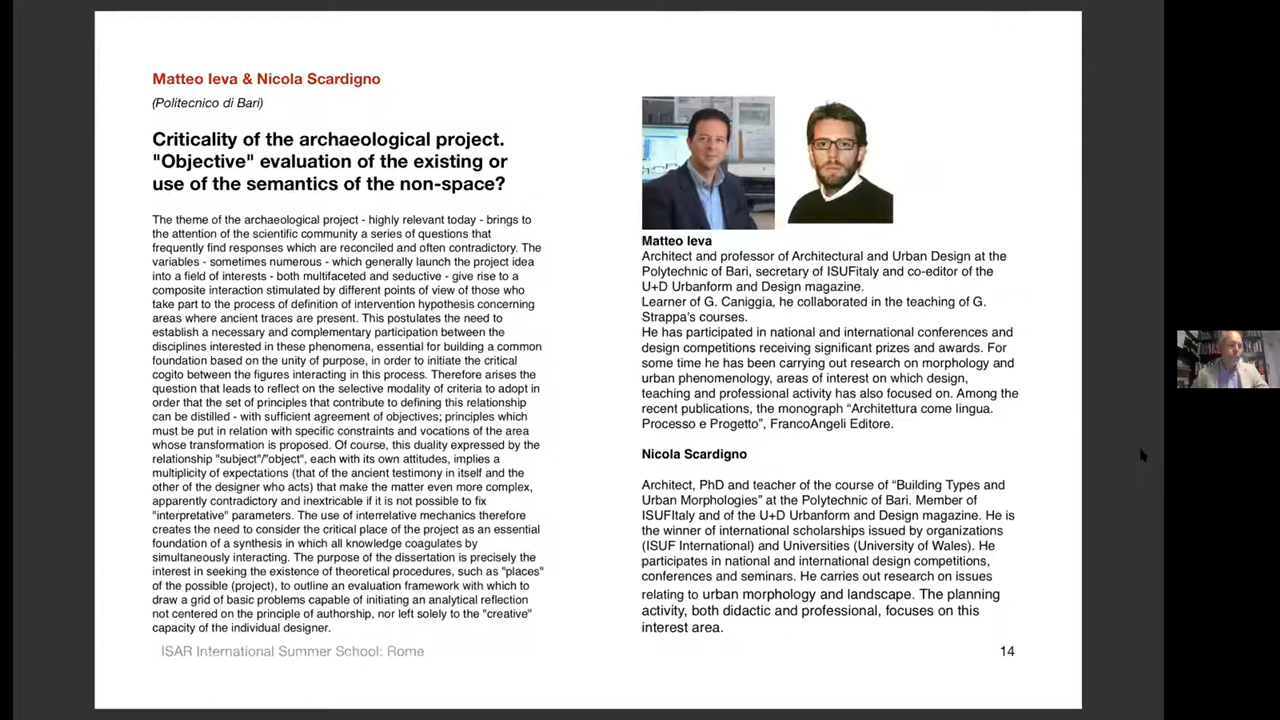 Matteo Ieva & Nicola Scardigno
(Politecnico di Bari)
Criticality of the archaeological project.
"Objective" evaluation of the existing or
use of the semantics of the non-space?
The theme of the archaeological project - highly relevant today - brings to
the attention of the scientific community a series of questions that
frequently find responses which are reconciled and often contradictory. The
variables - sometimes numerous - which generally launch the project idea
into a field of interests - both multifaceted and seductive - give rise to a
composite interaction stimulated by different points of view of those who
take part to the process of definition of intervention hypothesis concerning
areas where ancient traces are present. This postulates the need to
establish a necessary and complementary participation between the
disciplines interested in these phenomena, essential for building a common
foundation based on the unity of purpose, in order to initiate the critical
cogito between the figures interacting in this process. Therefore arises the
question that leads to reflect on the selective modality of criteria to adopt in
order that the set of principles that contribute to defining this relationship
can be distilled - with sufficient agreement of objectives; principles which
must be put in relation with specific constraints and vocations of the area
whose transformation is proposed. Of course, this duality expressed by the
relationship "subject"/"object", each with its own attitudes, implies a
multiplicity of expectations (that of the ancient testimony in itself and the
other of the designer who acts) that make the matter even more complex,
apparently contradictory and inextricable if it is not possible to fix
"interpretative" parameters. The use of interrelative mechanics therefore
creates the need to consider the critical place of the project as an essential
foundation of a synthesis in which all knowledge coagulates by
simultaneously interacting. The purpose of the dissertation is precisely the
interest in seeking the existence of theoretical procedures, such as "places"
of the possible (project), to outline an evaluation framework with which to
draw a grid of basic problems capable of initiating an analytical reflection
not centered on the principle of authorship, nor left solely to the "creative"
capacity of the individual designer.
Matteo Ieva
Architect and professor of Architectural and Urban Design at the
Polytechnic of Bari, secretary of ISUFitaly and co-editor of the
U+D Urbanform and Design magazine.
Learner of G. Caniggia, he collaborated in the teaching of G.
Strappa's courses.
He has participated in national and international conferences and
design competitions receiving significant prizes and awards. For
some time he has been carrying out research on morphology and
urban phenomenology, areas of interest on which design,
teaching and professional activity has also focused on. Among the
recent publications, the monograph “Architettura come lingua.
Processo e Progetto”, FrancoAngeli Editore.
Nicola Scardigno
Architect, PhD and teacher of the course of “Building Types and
Urban Morphologies” at the Polytechnic of Bari. Member of
ISUFItaly and of the U+D Urbanform and Design magazine. He is
the winner of international scholarships issued by organizations
(ISUF International) and Universities (University of Wales). He
participates in national and international design competitions,
conferences and seminars. He carries out research on issues
relating to urban morphology and landscape. The planning
activity, both didactic and professional, focuses on this
interest area.
ISAR International Summer School: Rome
14